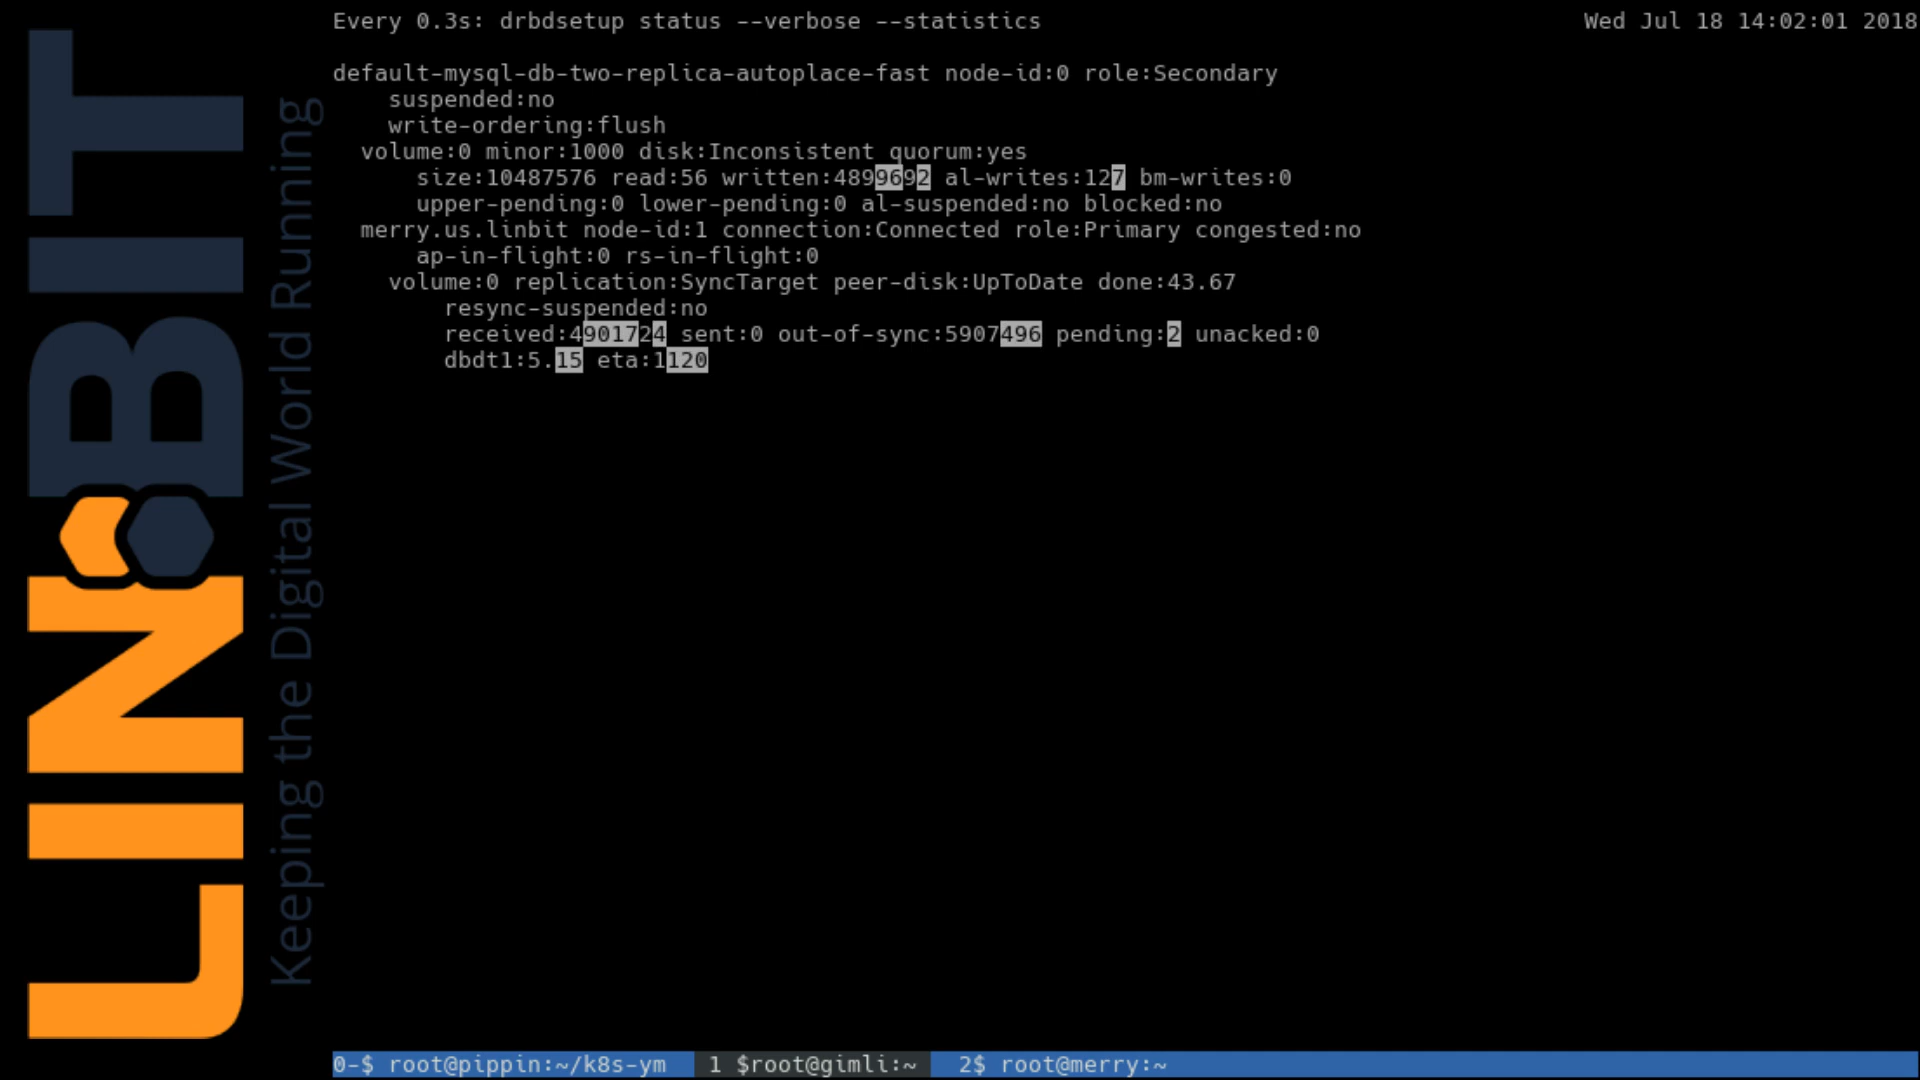 LINBIT
Keeping the Digital World Running
Every 0.3s: drbdsetup status --verbose --statistics Wed Jul 18 14:02:01 2018
default-mysql-db-two-replica-autoplace-fast node-id:0 role:Secondary
suspended:no
write-ordering:flush
volume:0 minor:1000 disk:Inconsistent quorum:yes
size:10487576 read:56 written:4899692 al-writes:127 bm-writes:0
upper-pending:0 lower-pending:0 al-suspended:no blocked:no
merry.us.linbit node-id:1 connection:Connected role:Primary congested:no
ap-in-flight:0 rs-in-flight:0
volume:0 replication:SyncTarget peer-disk:UpToDate done:43.67
resync-suspended:no
received:4901724 sent:0 out-of-sync:5907496 pending:2 unacked:0
dbdt1:5.15 eta:1120
0-$ root@pippin:~/k8s-ym 1 $root@gimli:~ 2$ root@merry:~